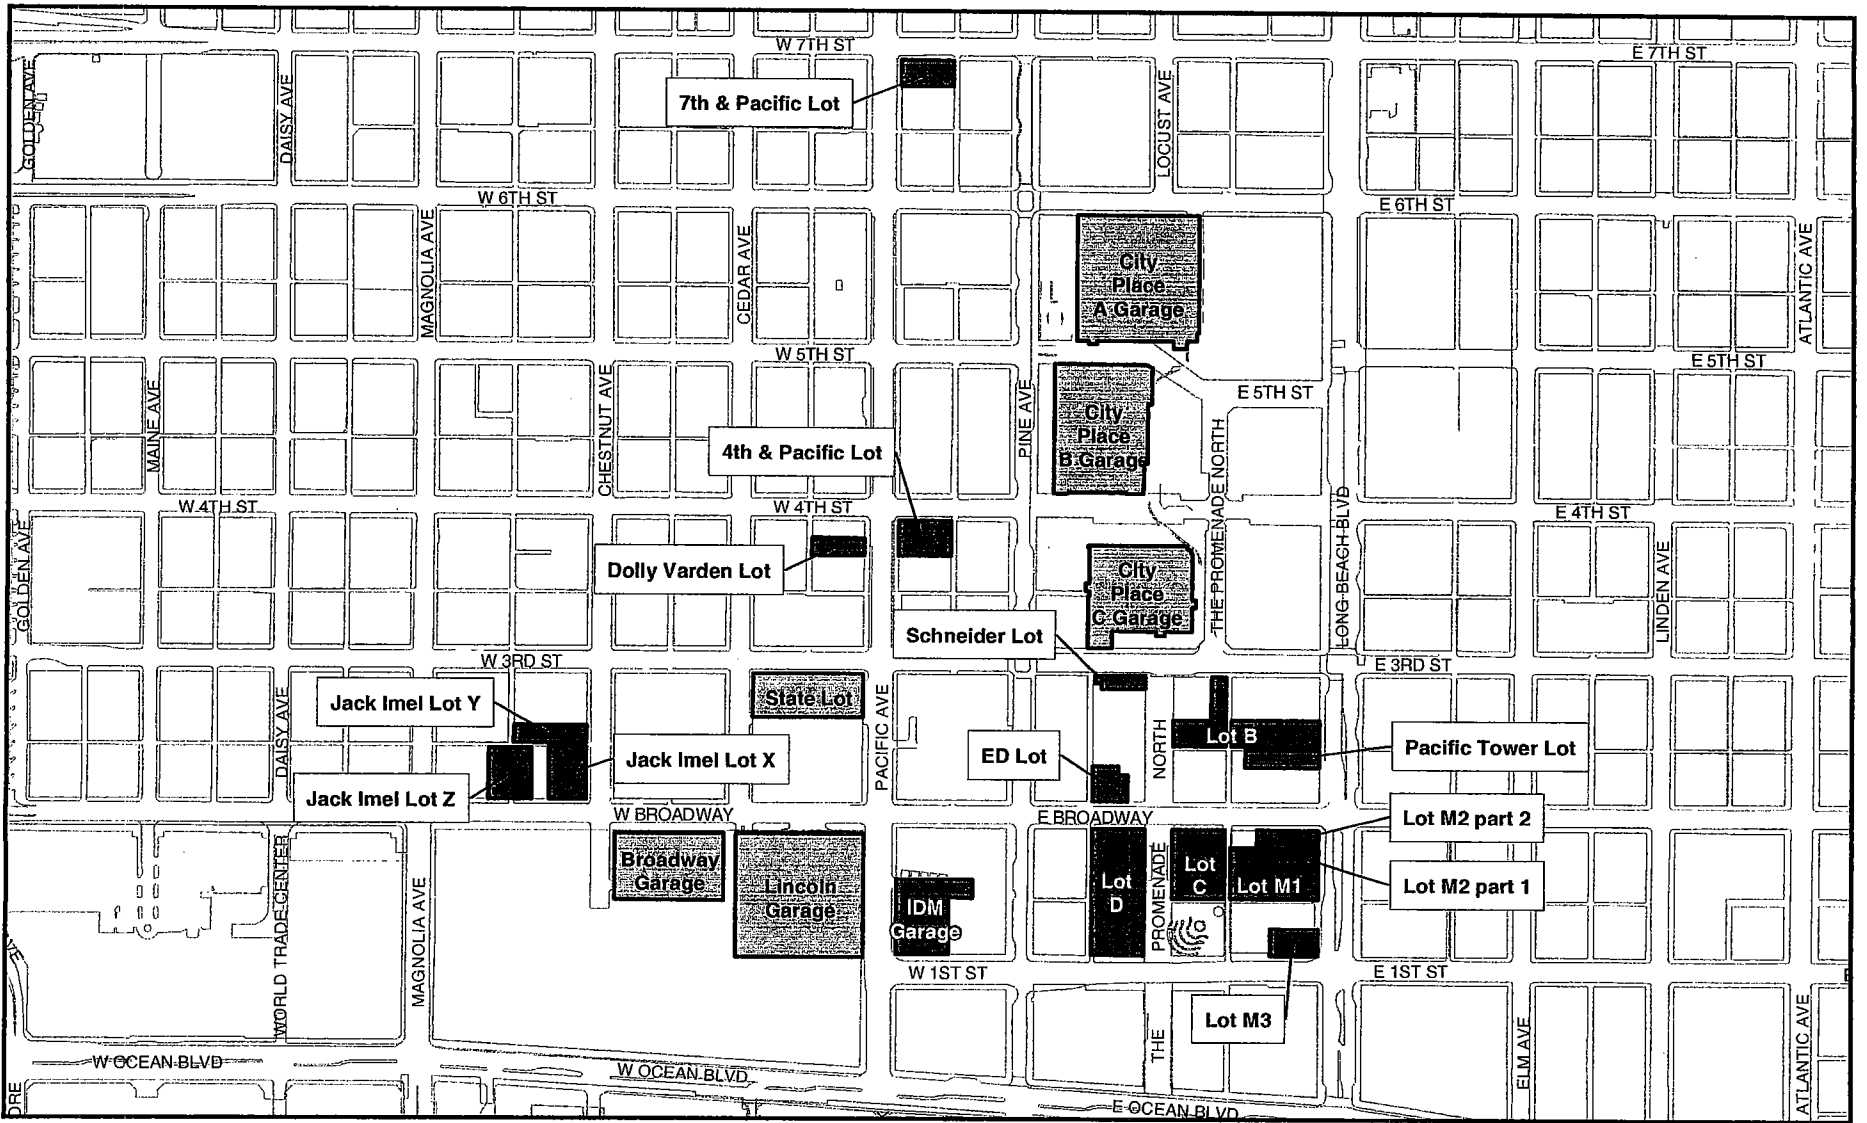 W 7TH ST
E 7TH ST
GOLDEN AVE
DAISY AVE
7th & Pacific Lot
LOCUST AVE
W 6TH ST
E 6TH ST
MAGNOLIA AVE
CEDAR AVE
City
Place
A Garage
ATLANTIC AVE
W 5TH ST
E 5TH ST
E 5TH ST
MAINE AVE
CHESTNUT AVE
PINE AVE
City
Place
B Garage
4th & Pacific Lot
THE PROMENADE NORTH
LONG BEACH BLVD
W 4TH ST
W 4TH ST
E 4TH ST
GOLDEN AVE
Dolly Varden Lot
City
Place
C Garage
LINDEN AVE
Schneider Lot
W 3RD ST
E 3RD ST
Jack Imel Lot Y
DAISY AVE
State Lot
PACIFIC AVE
NORTH
Lot B
Pacific Tower Lot
Jack Imel Lot X
ED Lot
Jack Imel Lot Z
W BROADWAY
E BROADWAY
Lot M2 part 2
Broadway
Garage
Lincoln
Garage
Lot
D
PROMENADE
Lot
C
Lot M1
Lot M2 part 1
IDM
Garage
WORLD TRADE CENTER
MAGNOLIA AVE
W 1ST ST
E 1ST ST
Lot M3
THE
ELM AVE
ATLANTIC AVE
W OCEAN BLVD
W OCEAN BLVD
E OCEAN BLVD